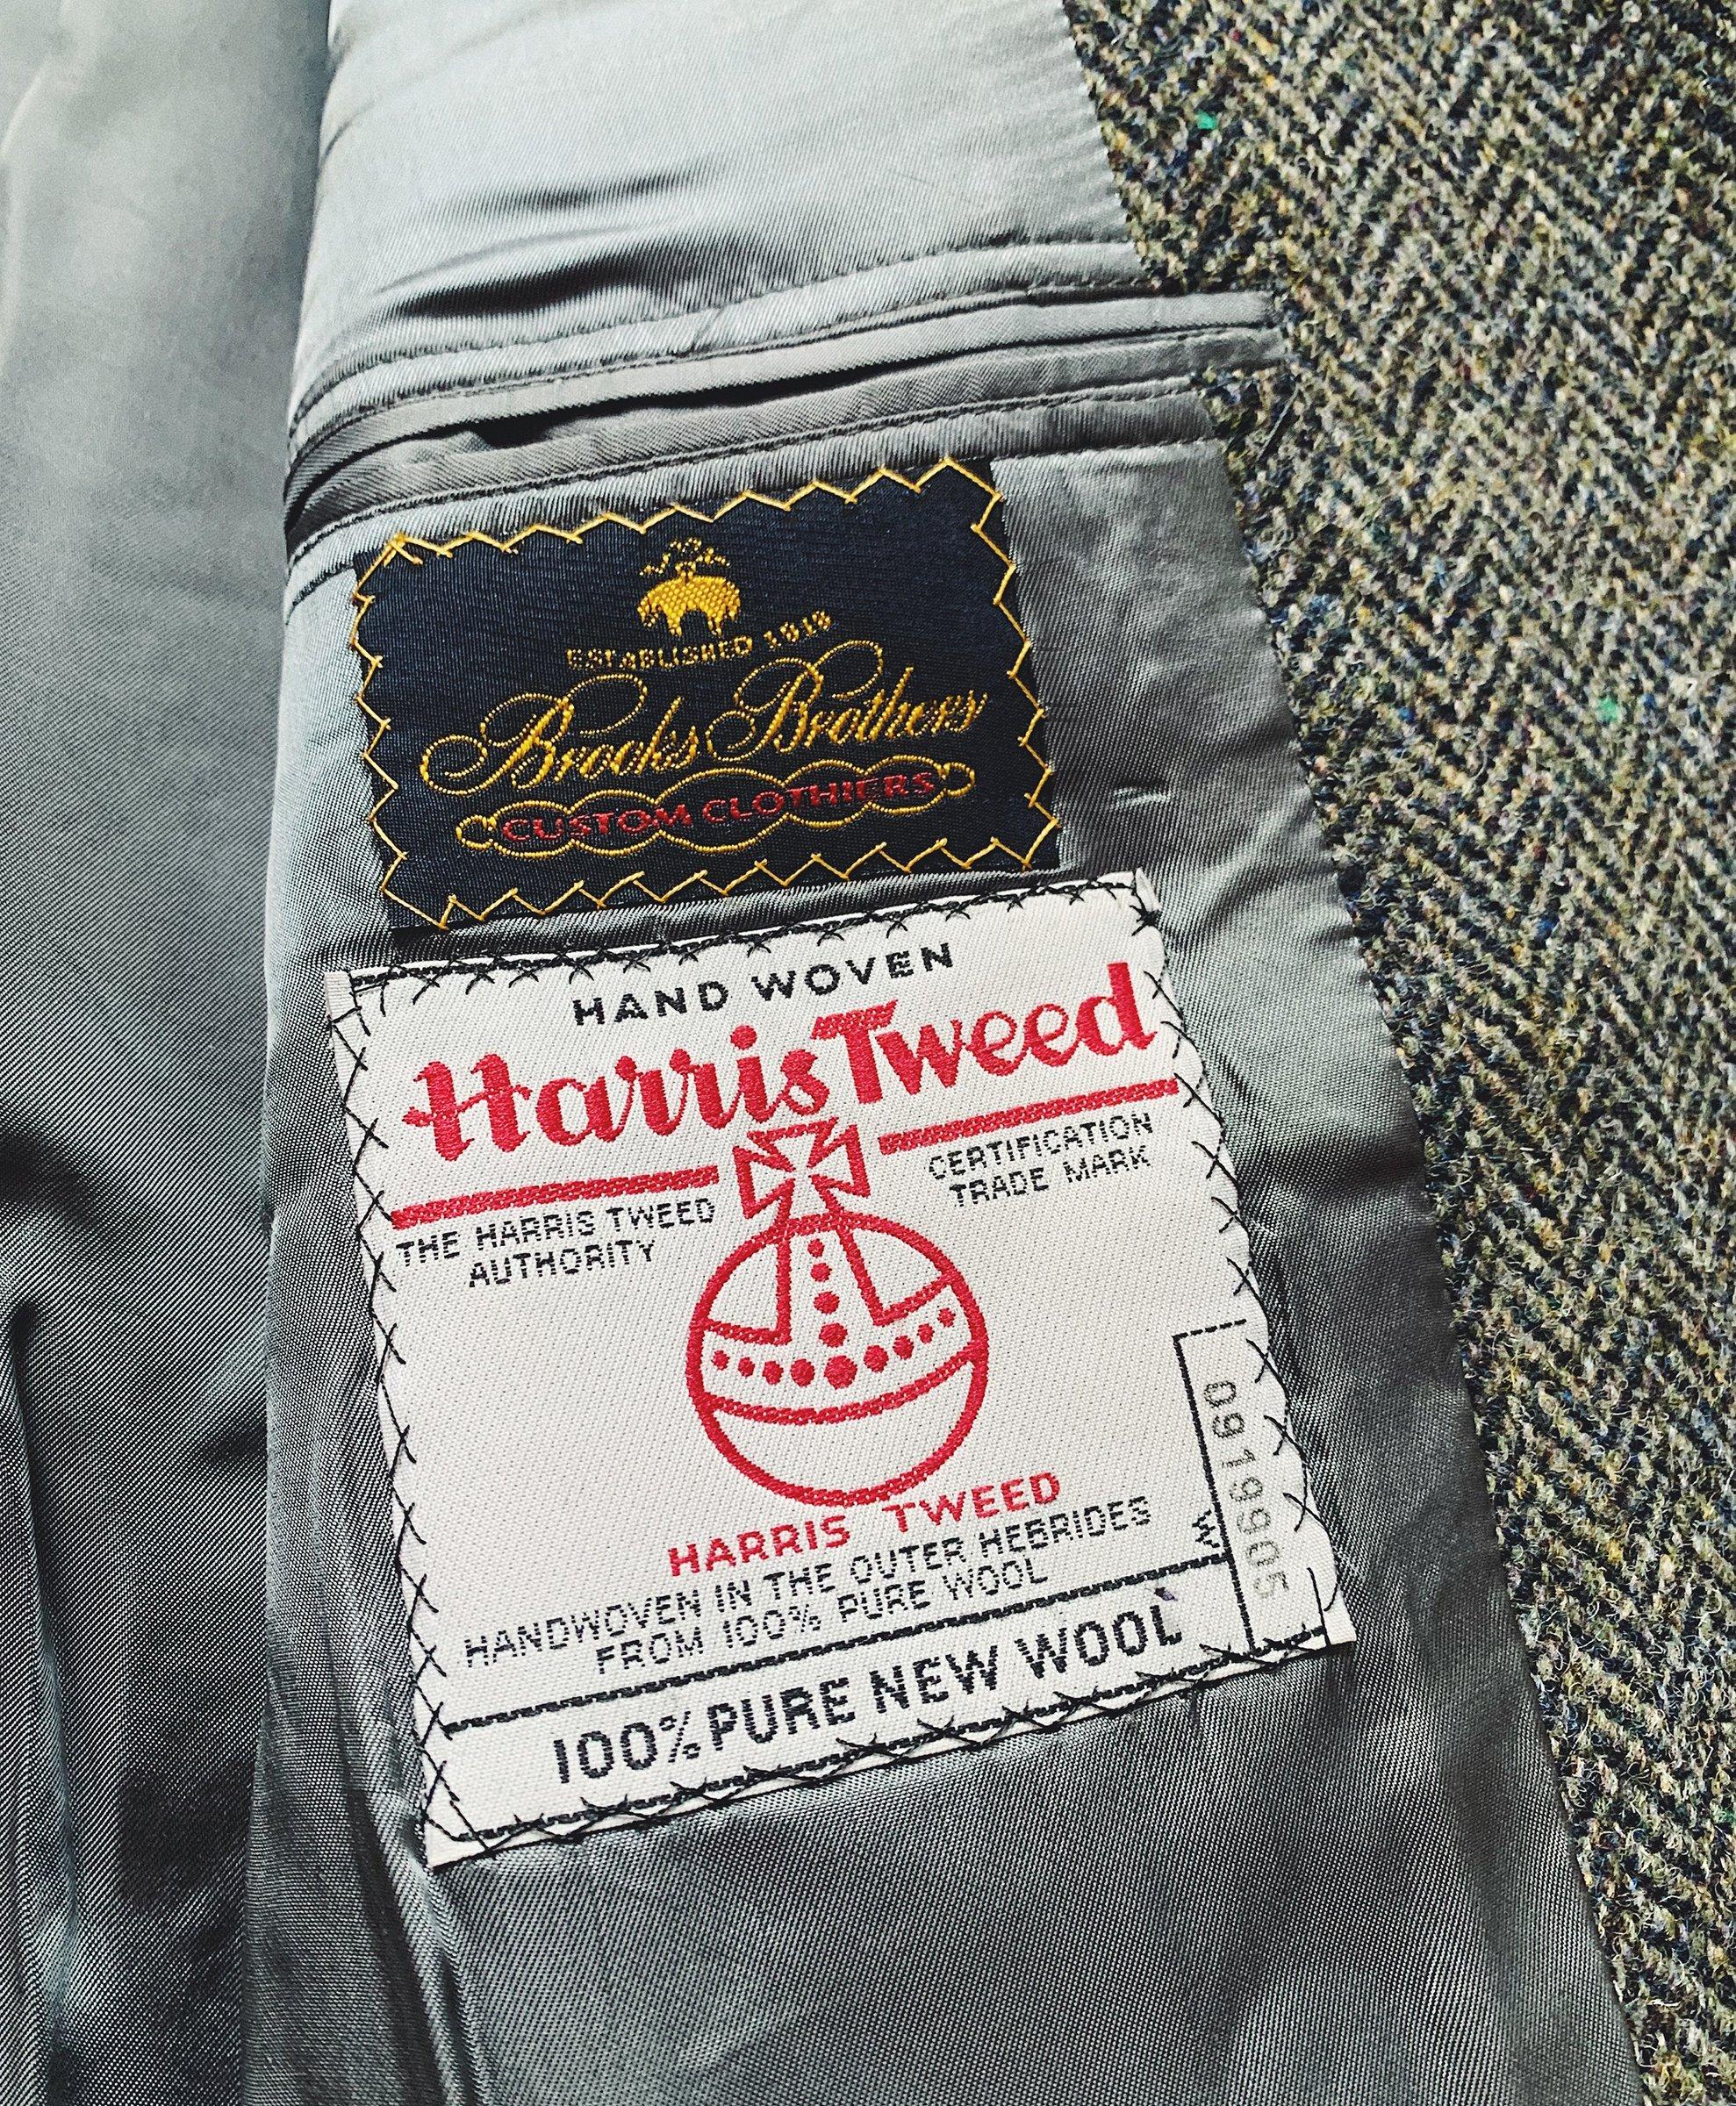 ESTABLISHED 1818
Brooks Brothers
CUSTOM CLOTHIERS
HAND WOVEN
Harris Tweed
THE HARRIS TWEED
AUTHORITY
CERTIFICATION
TRADE MARK
HARRIS TWEED
HANDWOVEN IN THE OUTER HEBRIDES
FROM 100% PURE WOOL
W
100% PURE NEW WOOL
09199905